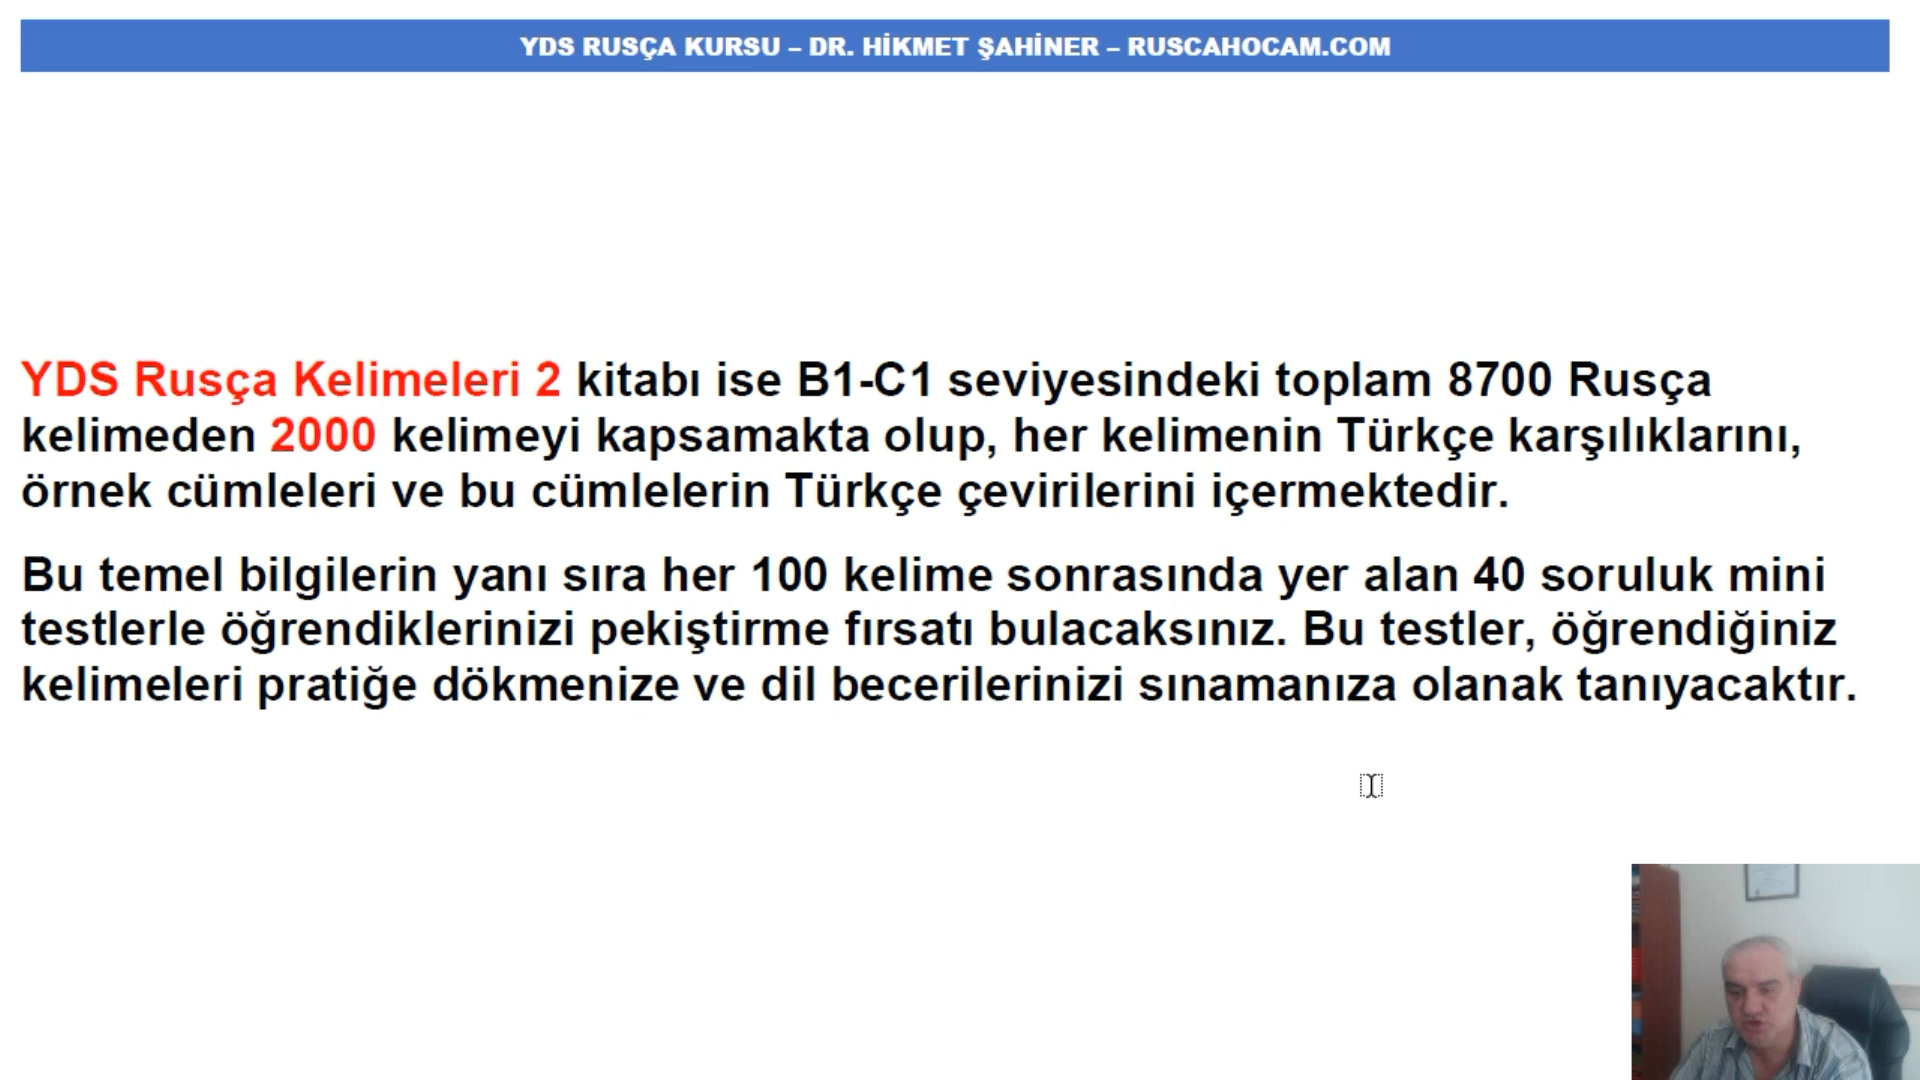 YDS RUSÇA KURSU – DR. HİKMET ŞAHİNER – RUSCAHOCAM.COM
YDS Rusça Kelimeleri 2 kitabı ise B1-C1 seviyesindeki toplam 8700 Rusça
kelimeden 2000 kelimeyi kapsamakta olup, her kelimenin Türkçe karşılıklarını,
örnek cümleleri ve bu cümlelerin Türkçe çevirilerini içermektedir.
Bu temel bilgilerin yanı sıra her 100 kelime sonrasında yer alan 40 soruluk mini
testlerle öğrendiklerinizi pekiştirme fırsatı bulacaksınız. Bu testler, öğrendiğiniz
kelimeleri pratiğe dökmenize ve dil becerilerinizi sınamanıza olanak tanıyacaktır.